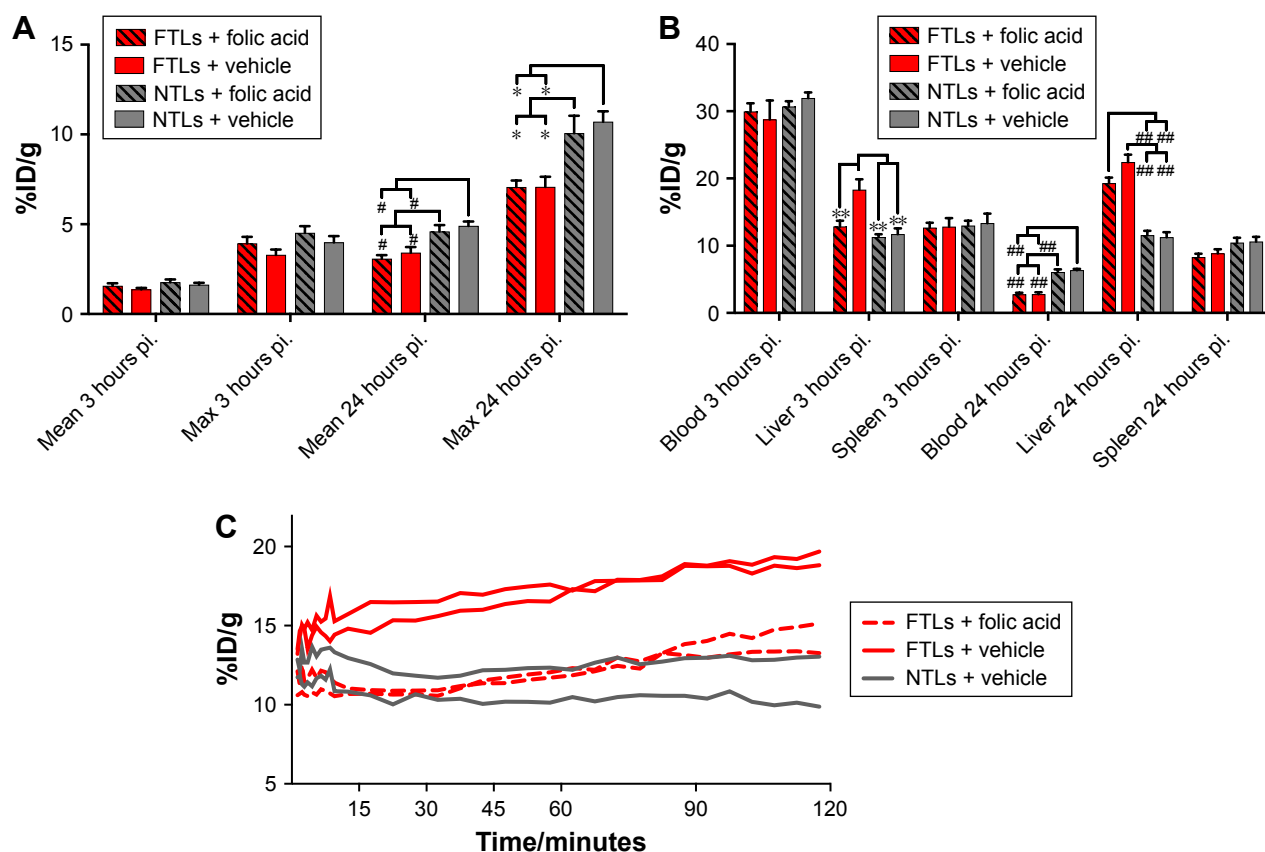 A
FTLs + folic acid
FTLs + vehicle
NTLs + folic acid
NTLs + vehicle
%ID/g
15
10
5
0
* *
* *
# #
# #
Mean 3 hours pi.
Max 3 hours pi.
Mean 24 hours pi.
Max 24 hours pi.
B
FTLs + folic acid
FTLs + vehicle
NTLs + folic acid
NTLs + vehicle
%ID/g
40
30
20
10
0
** ** **
## ##
## ##
## ##
## ##
Blood 3 hours pi.
Liver 3 hours pi.
Spleen 3 hours pi.
Blood 24 hours pi.
Liver 24 hours pi.
Spleen 24 hours pi.
C
%ID/g
20
15
10
5
15 30 45 60 90 120
Time/minutes
FTLs + folic acid
FTLs + vehicle
NTLs + vehicle